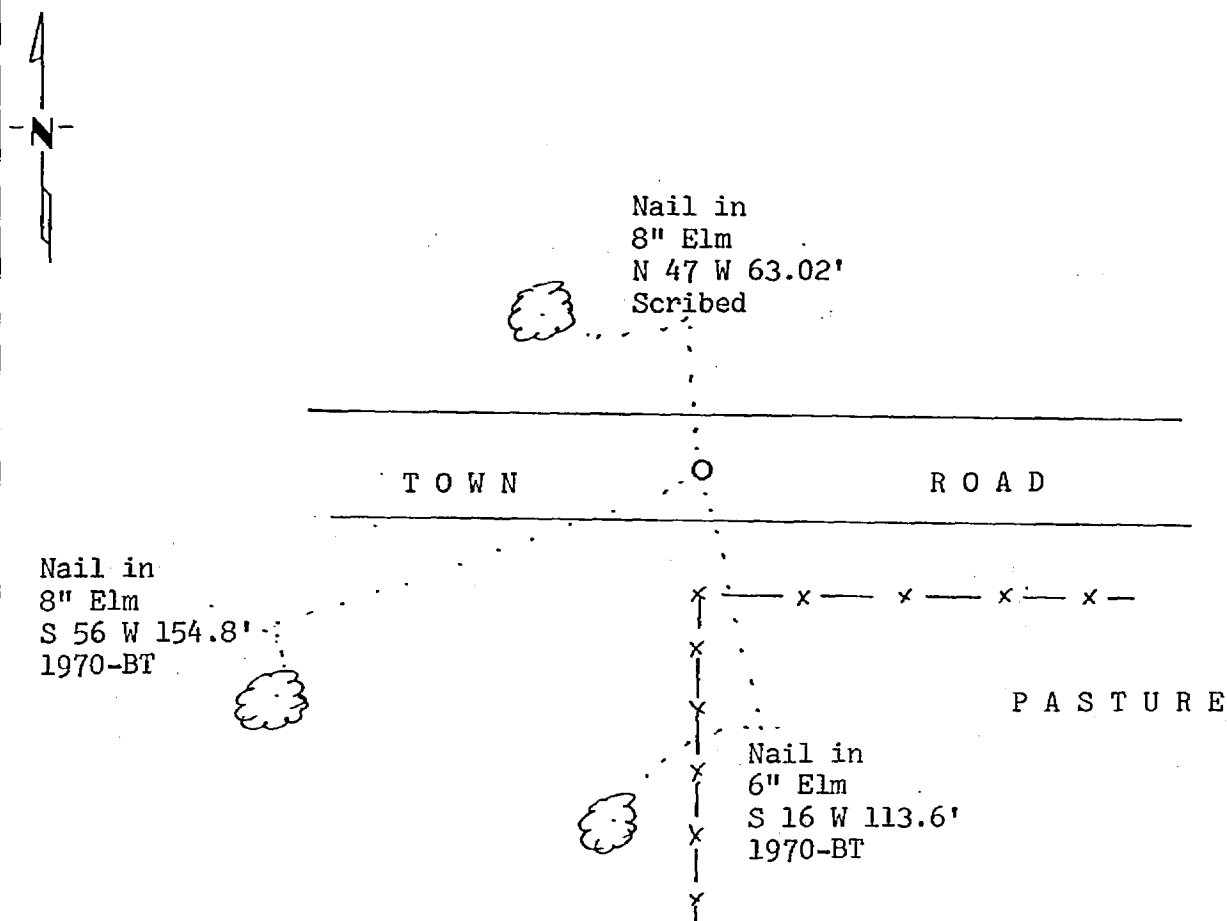 N
Nail in
8" Elm
N 47 W 63.02'
Scribed
TOWN ROAD
Nail in
8" Elm
S 56 W 154.8'
1970-BT
PASTURE
Nail in
6" Elm
S 16 W 113.6'
1970-BT